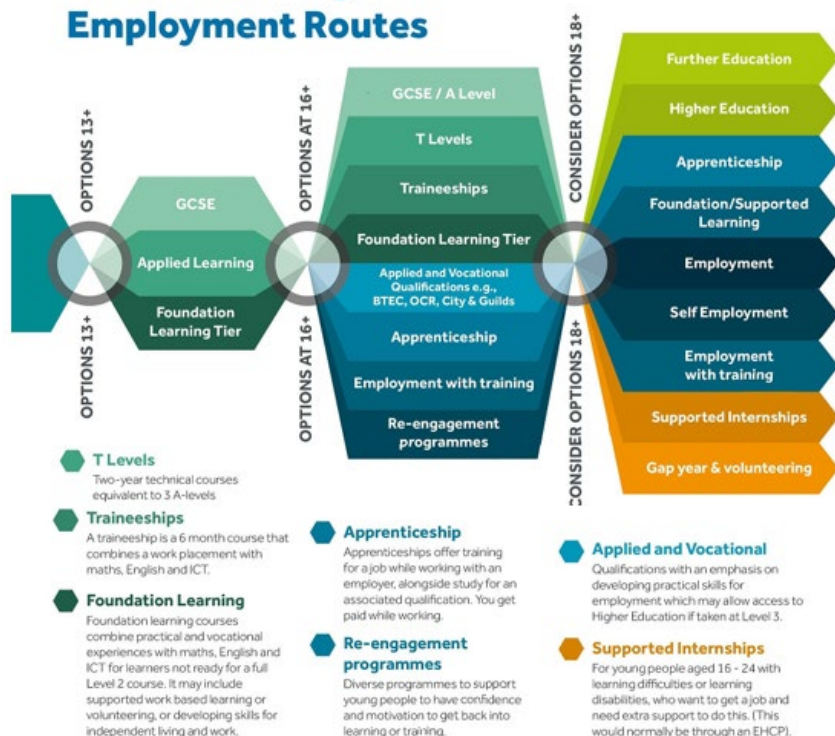 Employment Routes
OPTIONS 13+
OPTIONS 13+
GCSE
Applied Learning
Foundation
Learning Tier
OPTIONS AT 16+
OPTIONS AT 16+
GCSE / A Level
T Levels
Traineeships
Foundation Learning Tier
Applied and Vocational
Qualifications e.g.,
BTEC, OCR, City & Guilds
Apprenticeship
Employment with training
Re-engagement
programmes
CONSIDER OPTIONS 18+
CONSIDER OPTIONS 18+
Further Education
Higher Education
Apprenticeship
Foundation/Supported
Learning
Employment
Self Employment
Employment
with training
Supported Internships
Gap year & volunteering
T Levels
Two-year technical courses
equivalent to 3 A-levels
Traineeships
A traineeship is a 6 month course that
combines a work placement with
maths, English and ICT.
Foundation Learning
Foundation learning courses
combine practical and vocational
experiences with maths, English and
ICT for learners not ready for a full
Level 2 course. It may include
supported work based learning or
volunteering, or developing skills for
independent living and work.
Apprenticeship
Apprenticeships offer training
for a job while working with an
employer, alongside study for an
associated qualification. You get
paid while working.
Re-engagement
programmes
Diverse programmes to support
young people to have confidence
and motivation to get back into
learning or training.
Applied and Vocational
Qualifications with an emphasis on
developing practical skills for
employment which may allow access to
Higher Education if taken at Level 3.
Supported Internships
For young people aged 16 - 24 with
learning difficulties or learning
disabilities, who want to get a job and
need extra support to do this. (This
would normally be through an EHCP).